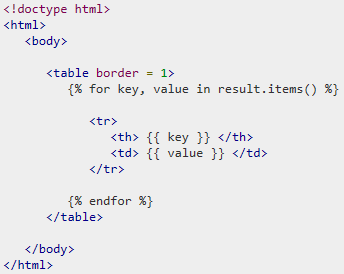 <!doctype html>
<html>
   <body>
      <table border = 1>
         {% for key, value in result.items() %}
            <tr>
               <th> {{ key }} </th>
               <td> {{ value }} </td>
            </tr>
         {% endfor %}
      </table>
   </body>
</html>